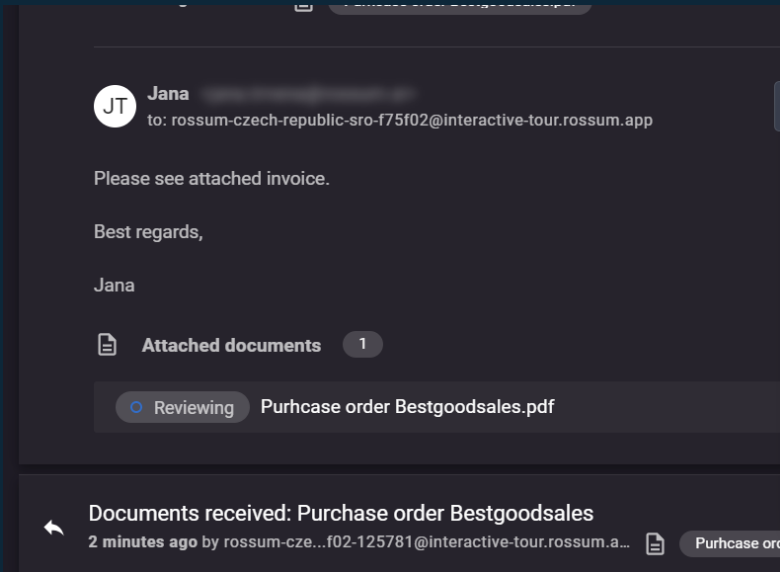 JT
Jana
to: rossum-czech-republic-sro-f75f02@interactive-tour.rossum.app
Please see attached invoice.
Best regards,
Jana
Attached documents 1
Reviewing Purhcase order Bestgoodsales.pdf
Documents received: Purchase order Bestgoodsales
2 minutes ago by rossum-cze...f02-125781@interactive-tour.rossum.a... Purhcase